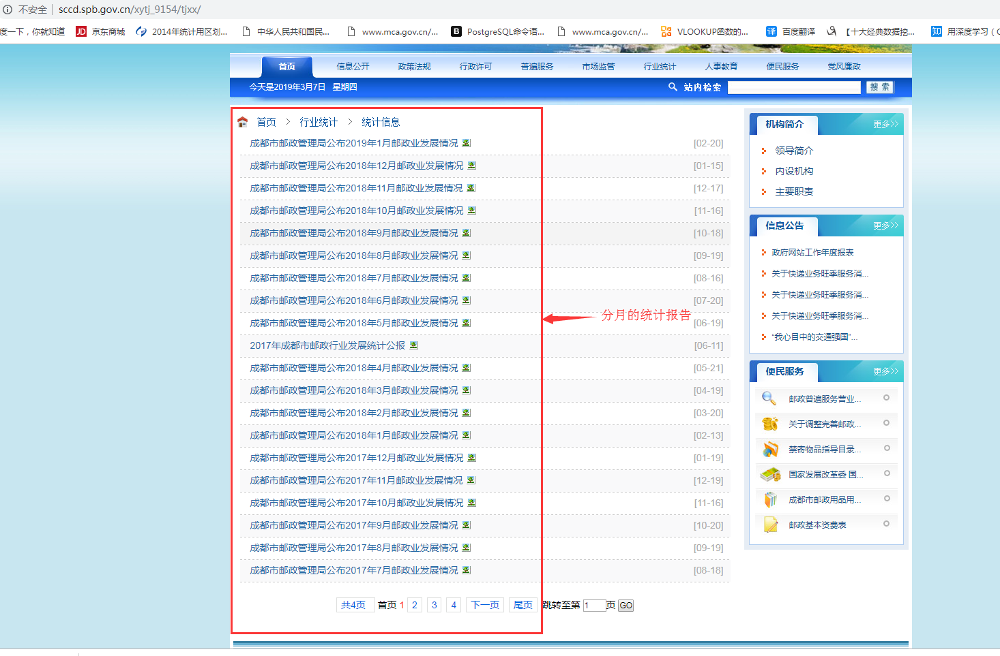 不安全 sccd.spb.gov.cn/xytj_9154/tjxx/
度一下，你就知道 JD 京东商城 2014年统计用区划... 中华人民共和国民... www.mca.gov.cn/... B PostgreSQL命令语... www.mca.gov.cn/... VLOOKUP函数的... 译 百度翻译 【十大经典数据挖... 知 用深度学习（C
首页 信息公开 政策法规 行政许可 普遍服务 市场监管 行业统计 人事教育 便民服务 党风廉政
今天是2019年3月7日 星期四 站内检索 搜 索
首页 > 行业统计 > 统计信息
成都市邮政管理局公布2019年1月邮政业发展情况 [02-20]
成都市邮政管理局公布2018年12月邮政业发展情况 [01-15]
成都市邮政管理局公布2018年11月邮政业发展情况 [12-17]
成都市邮政管理局公布2018年10月邮政业发展情况 [11-16]
成都市邮政管理局公布2018年9月邮政业发展情况 [10-18]
成都市邮政管理局公布2018年8月邮政业发展情况 [09-19]
成都市邮政管理局公布2018年7月邮政业发展情况 [08-16]
成都市邮政管理局公布2018年6月邮政业发展情况 [07-20]
分月的统计报告
成都市邮政管理局公布2018年5月邮政业发展情况 [06-19]
2017年成都市邮政行业发展统计公报 [06-11]
成都市邮政管理局公布2018年4月邮政业发展情况 [05-21]
成都市邮政管理局公布2018年3月邮政业发展情况 [04-19]
成都市邮政管理局公布2018年2月邮政业发展情况 [03-20]
成都市邮政管理局公布2018年1月邮政业发展情况 [02-13]
成都市邮政管理局公布2017年12月邮政业发展情况 [01-19]
成都市邮政管理局公布2017年11月邮政业发展情况 [12-19]
成都市邮政管理局公布2017年10月邮政业发展情况 [11-16]
成都市邮政管理局公布2017年9月邮政业发展情况 [10-20]
成都市邮政管理局公布2017年8月邮政业发展情况 [09-19]
成都市邮政管理局公布2017年7月邮政业发展情况 [08-18]
共4页 首页 1 2 3 4 下一页 尾页 跳转至第 1 页 GO
机构简介 更多>>
领导简介
内设机构
主要职责
信息公告 更多>>
政府网站工作年度报表
关于快递业务旺季服务消...
关于快递业务旺季服务消...
关于快递业务旺季服务消...
“我心目中的交通强国”...
便民服务 更多>>
邮政普遍服务营业...
关于调整完善邮政...
禁寄物品指导目录...
国家发展改革委 国...
成都市邮政用品用...
邮政基本资费表